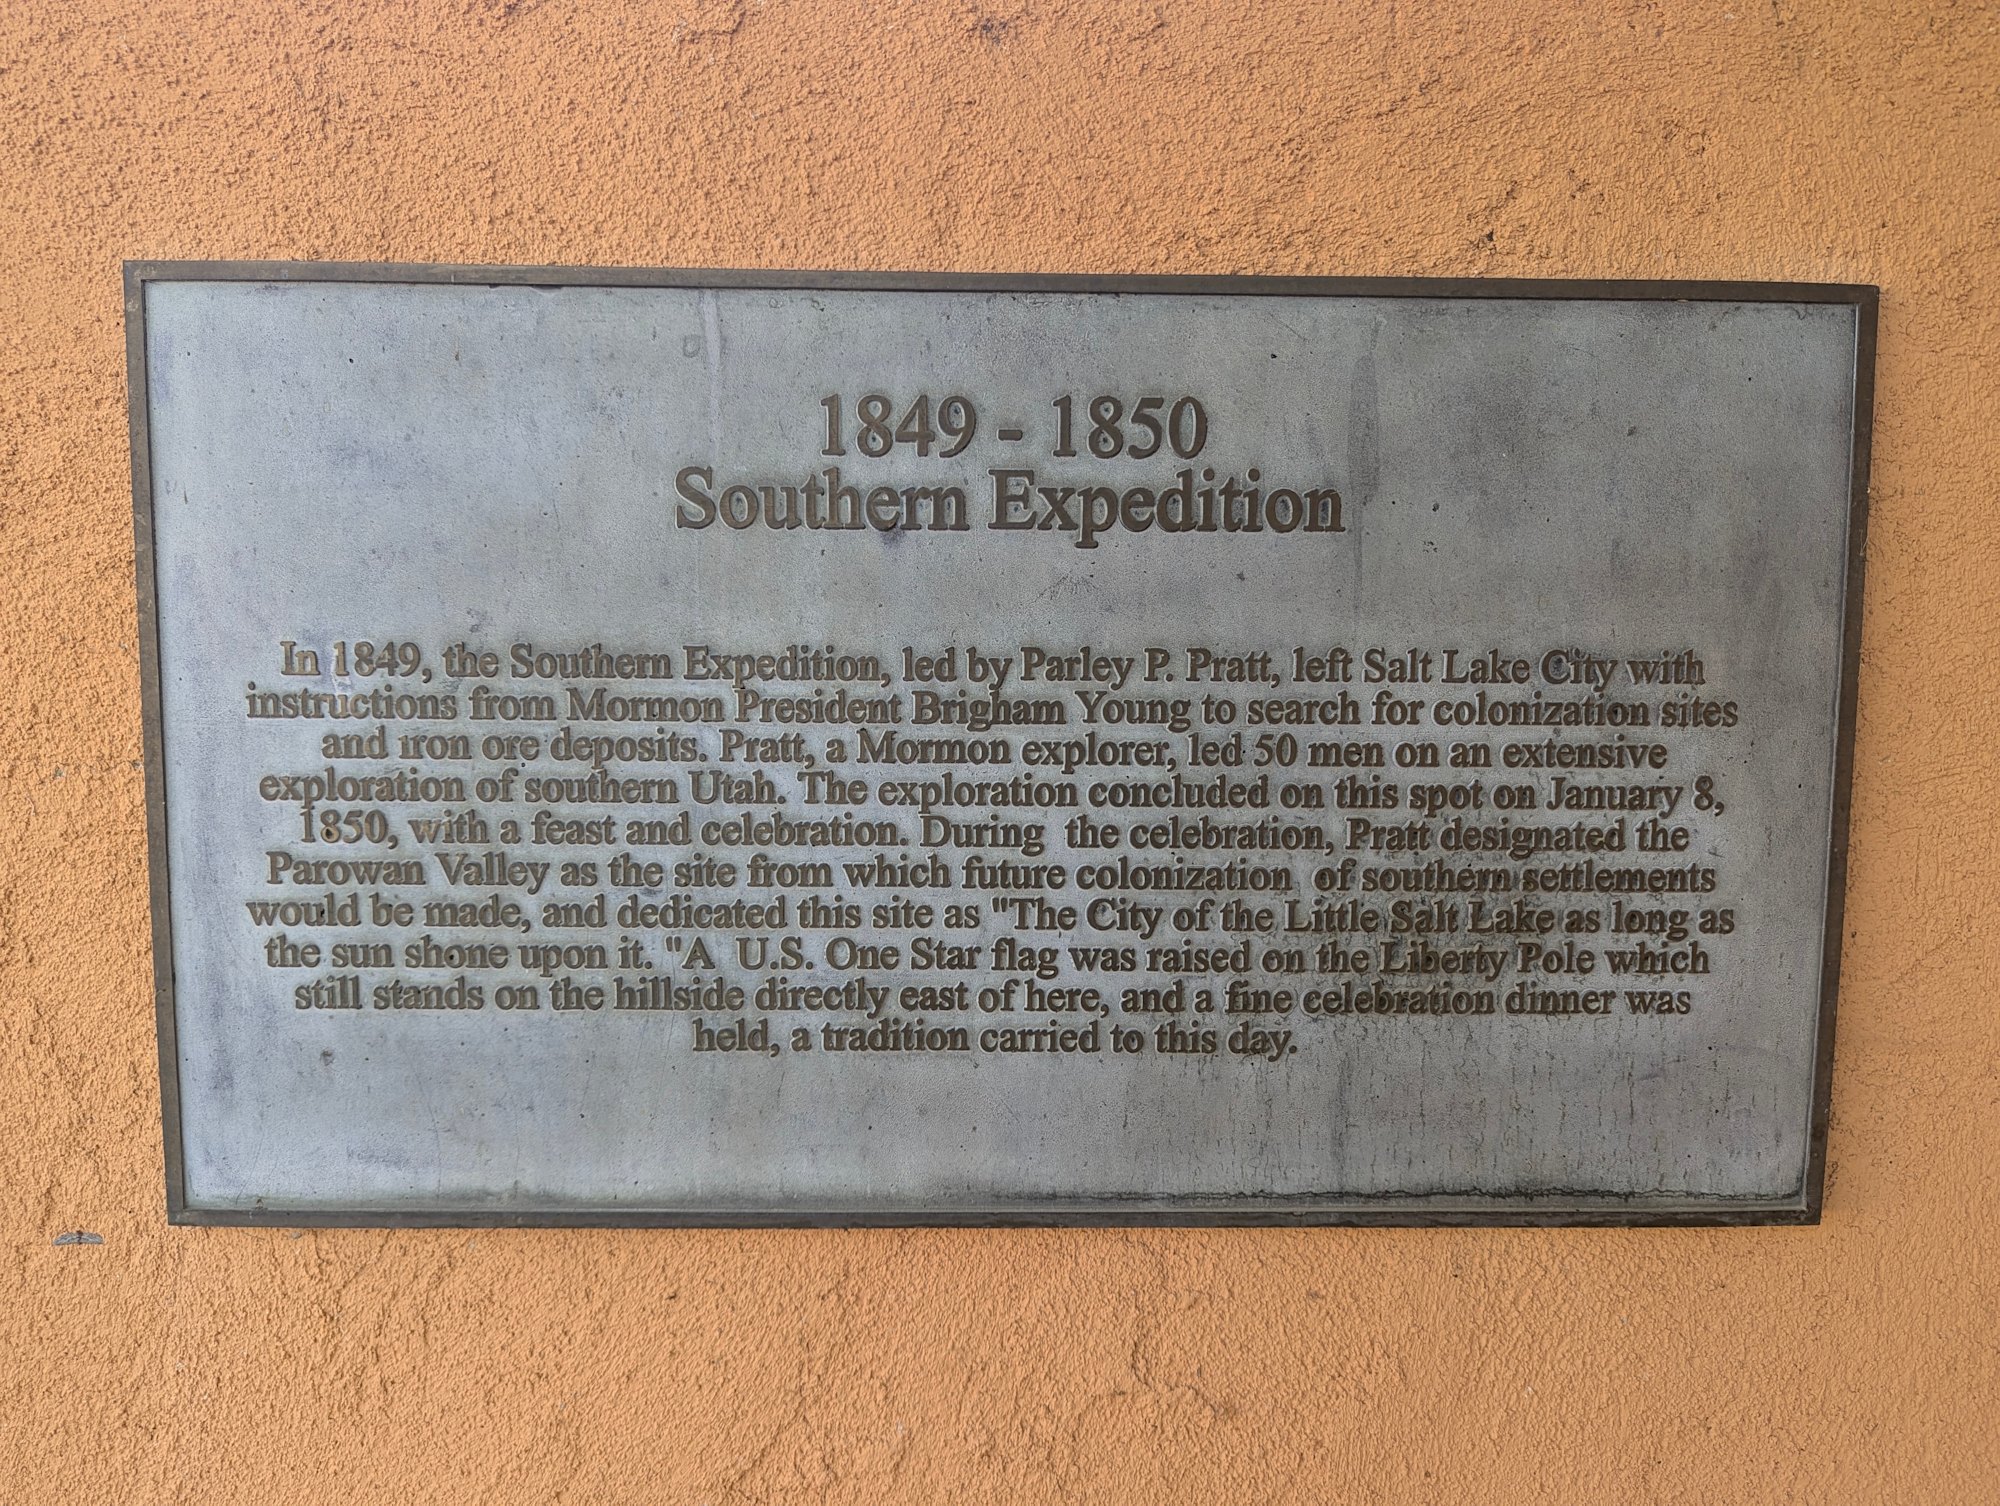 1849 - 1850
Southern Expedition
In 1849, the Southern Expedition, led by Parley P. Pratt, left Salt Lake City with
instructions from Mormon President Brigham Young to search for colonization sites
and iron ore deposits. Pratt, a Mormon explorer, led 50 men on an extensive
exploration of southern Utah. The exploration concluded on this spot on January 8,
1850, with a feast and celebration. During the celebration, Pratt designated the
Parowan Valley as the site from which future colonization of southern settlements
would be made, and dedicated this site as "The City of the Little Salt Lake as long as
the sun shone upon it. "A U.S. One Star flag was raised on the Liberty Pole which
still stands on the hillside directly east of here, and a fine celebration dinner was
held, a tradition carried to this day.